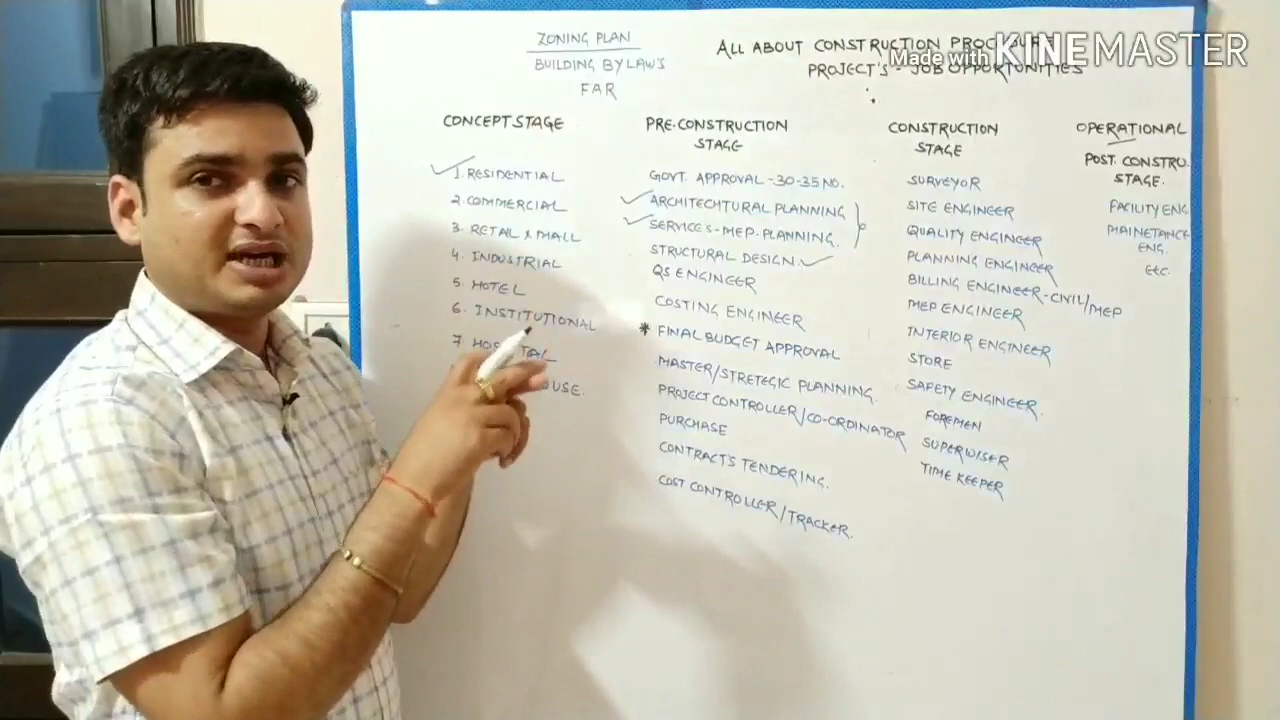 ZONING PLAN
BUILDING BY LAW'S
FAR
ALL ABOUT CONSTRUCTION
PROJECT'S - JOB OPPORTUNITIES
Made with KINEMASTER
CONCEPT STAGE
1. RESIDENTIAL
2. COMMERCIAL
3. RETAL & MALL
4. INDUSTRIAL
5. HOTEL
6. INSTITUTIONAL
7.
PRE-CONSTRUCTION
STAGE
GOVT. APPROVAL - 30-35 NO.
ARCHITECHTURAL PLANNING
SERVICES - MEP - PLANNING.
STRUCTURAL DESIGN.
QS ENGINEER
COSTING ENGINEER
* FINAL BUDGET APPROVAL
MASTER/STRETEGIC PLANNING.
PROJECT CONTROLLER/CO-ORDINATOR
PURCHASE
CONTRACTS TENDERING.
COST CONTROLLER/TRACKER.
CONSTRUCTION
STAGE
SURVEYOR
SITE ENGINEER
QUALITY ENGINEER
PLANNING ENGINEER
BILLING ENGINEER - CIVIL/MEP
MEP ENGINEER
INTERIOR ENGINEER
STORE
SAFETY ENGINEER.
FOREMEN
SUPERWISER
TIME KEEPER
OPERATIONAL
POST. CONSTRU.
STAGE.
FACILITY ENG
MAINETANCE
ENG.
ETC.